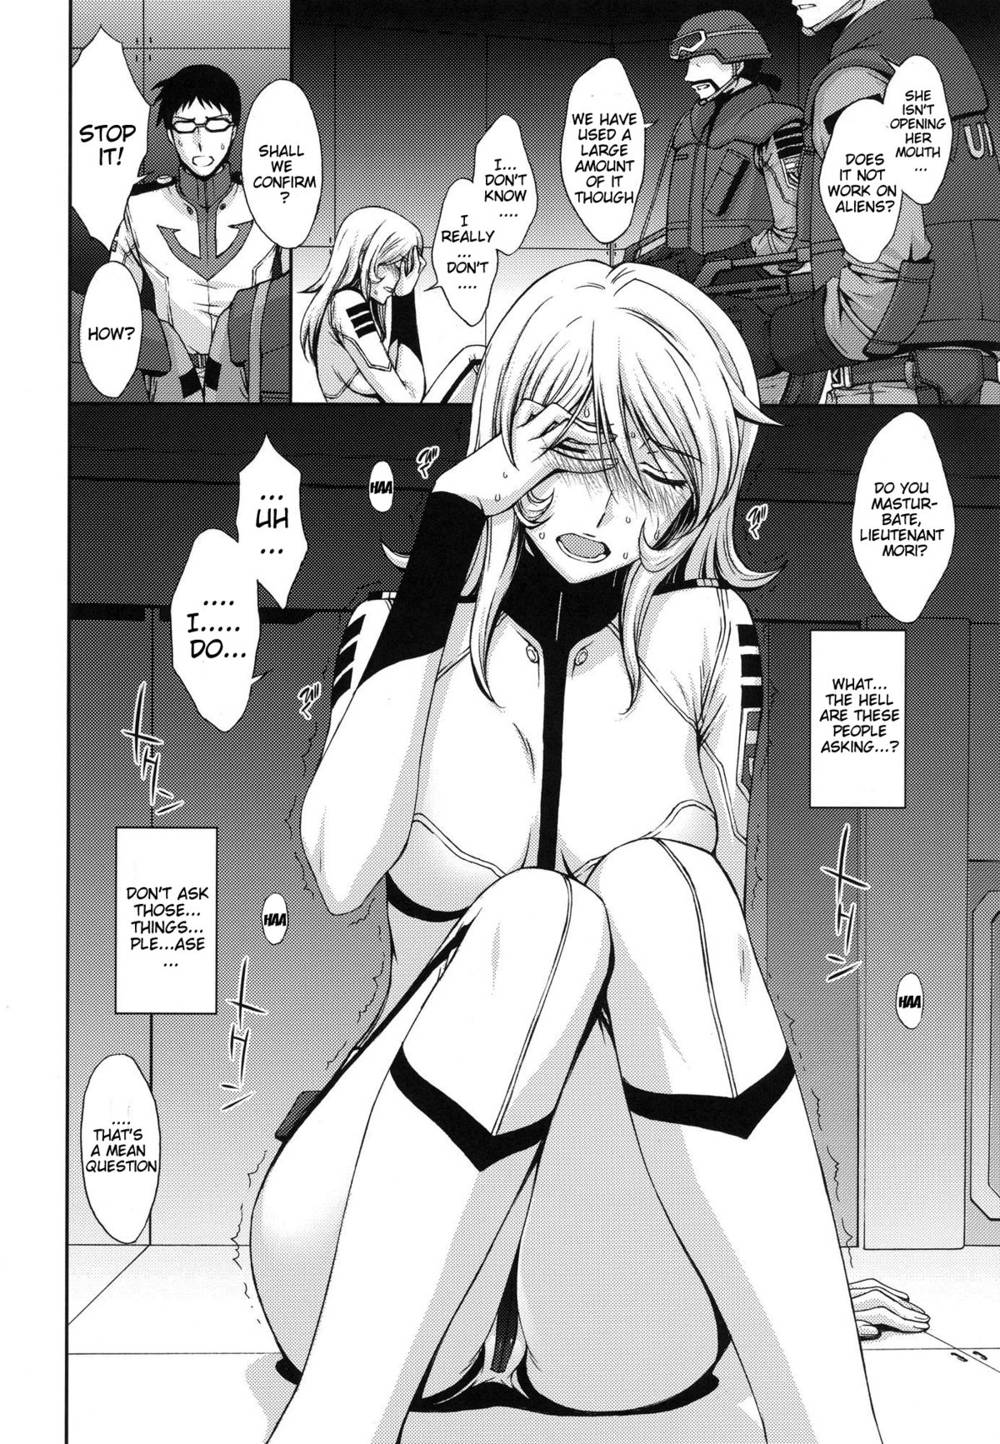 SHE
ISN'T
OPENING
HER
MOUTH
...
DOES
IT NOT
WORK ON
ALIENS?
WE HAVE
USED A
LARGE
AMOUNT
OF IT
THOUGH
I...
DON'T
KNOW
....
I
REALLY
...
DON'T
....
SHALL
WE
CONFIRM
?
STOP
IT!
HOW?
DO YOU
MASTUR-
BATE,
LIEUTENANT
MORI?
WHAT...
THE HELL
ARE THESE
PEOPLE
ASKING...?
HAA
...
UH
...
....
I.....
DO...
DON'T ASK
THOSE...
THINGS...
PLE...ASE
...
HAA
HAA
....
THAT'S
A MEAN
QUESTION